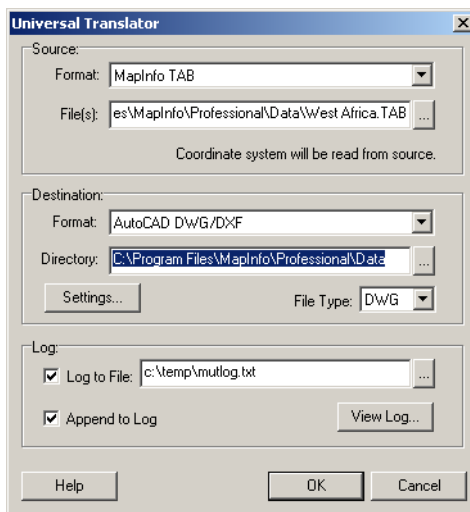 Universal Translator
Source:
Format: MapInfo TAB
File(s): es\MapInfo\Professional\Data\West Africa.TAB ...
Coordinate system will be read from source.
Destination:
Format: AutoCAD DWG/DXF
Directory: C:\Program Files\MapInfo\Professional\Data ...
Settings... File Type: DWG
Log:
Log to File: c:\temp\mutlog.txt ...
Append to Log View Log...
Help OK Cancel